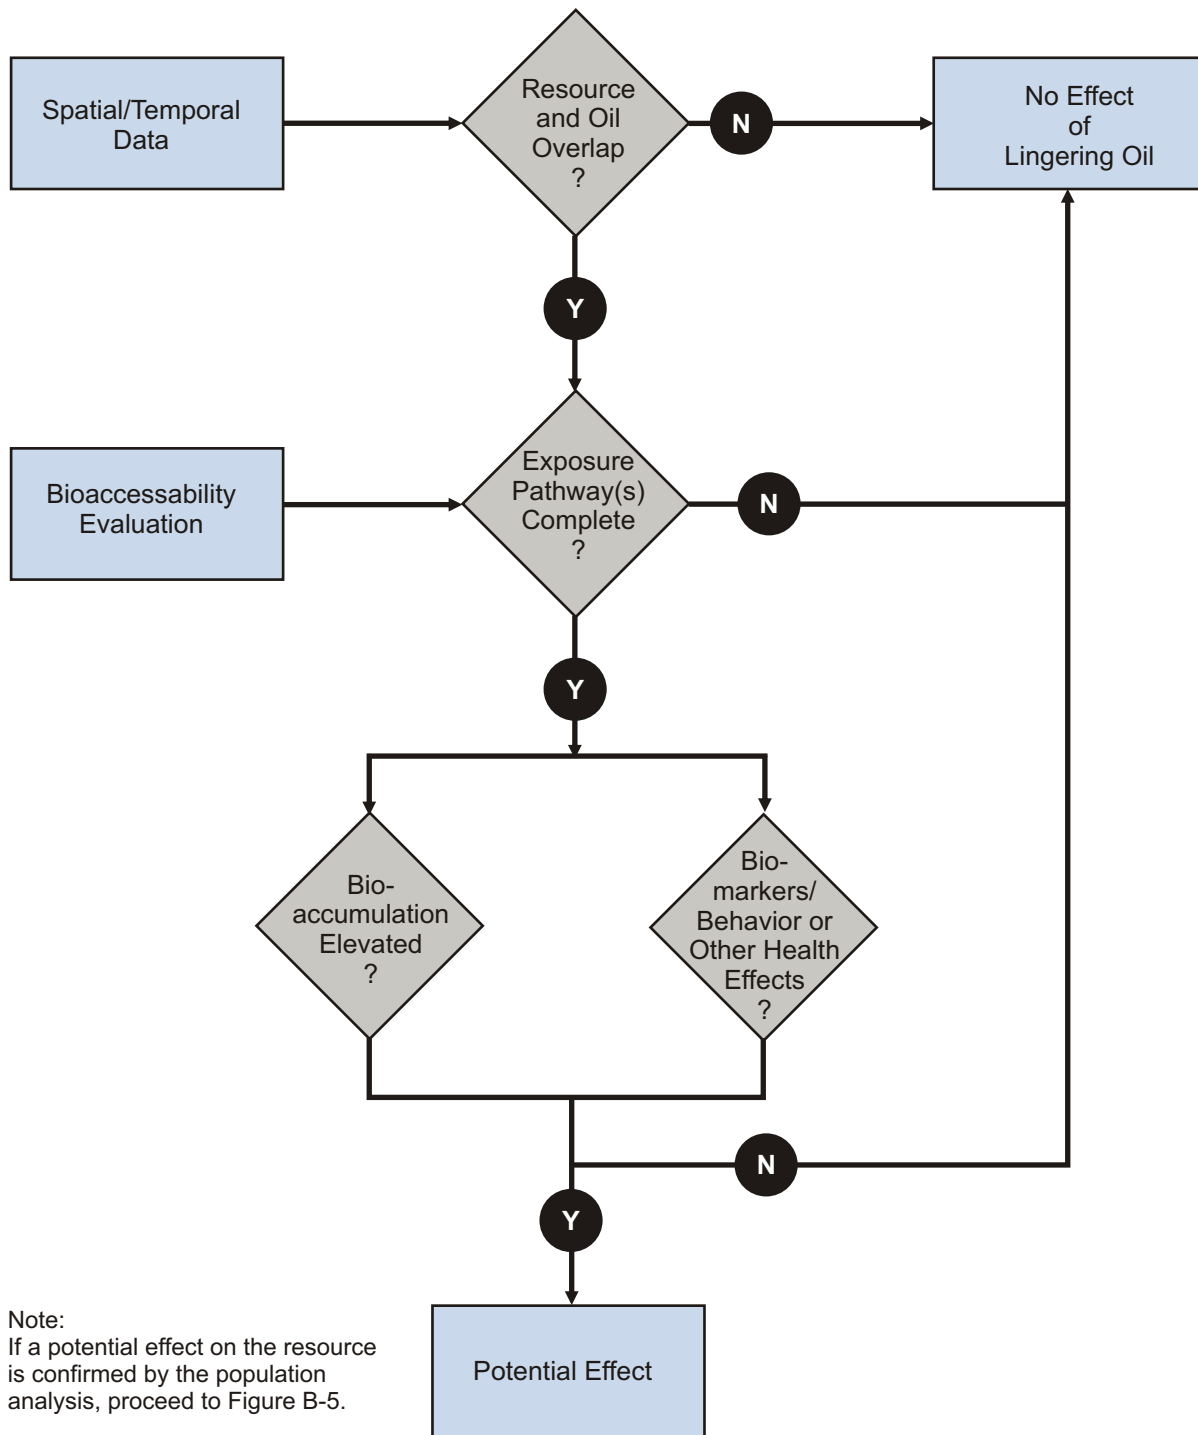 Spatial/Temporal
Data
Resource
and Oil
Overlap
?
N
No Effect
of
Lingering Oil
Y
Bioaccessability
Evaluation
Exposure
Pathway(s)
Complete
?
N
Y
Bio-
accumulation
Elevated
?
Bio-
markers/
Behavior or
Other Health
Effects
?
N
Y
Note:
If a potential effect on the resource
is confirmed by the population
analysis, proceed to Figure B-5.
Potential Effect